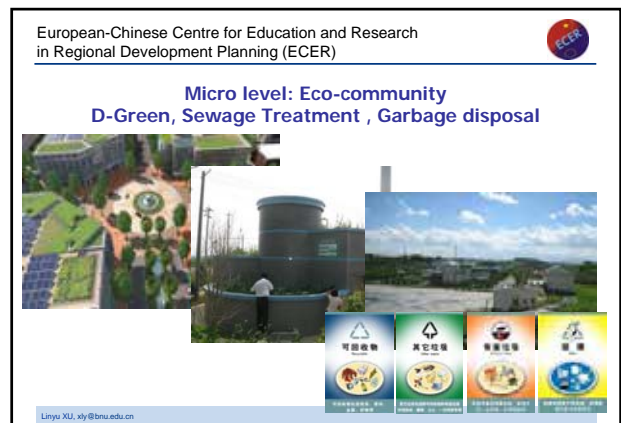 European-Chinese Centre for Education and Research
in Regional Development Planning (ECER)
ECER
Micro level: Eco-community
D-Green, Sewage Treatment , Garbage disposal
可回收物
其它垃圾
有害垃圾
Linyu XU, xly@bnu.edu.cn